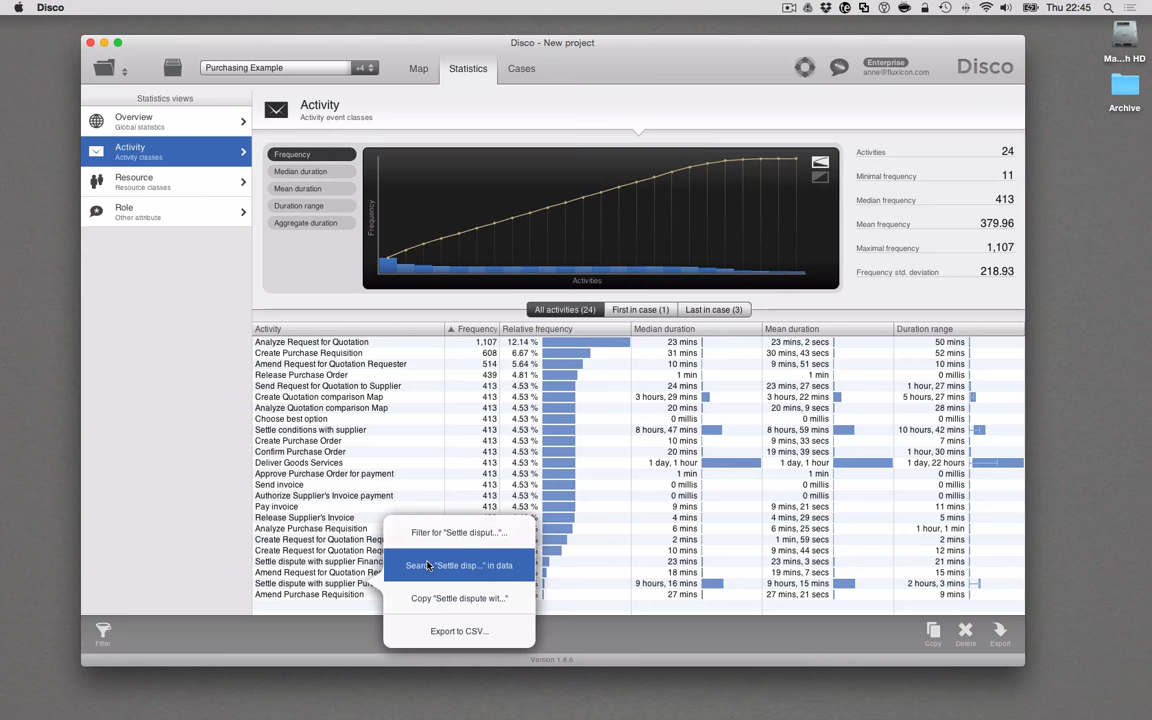 Disco
Thu 22:45
Disco - New project
Purchasing Example
+4
Map
Statistics
Cases
Enterprise
anne@fluxicon.com
Disco
Ma...h HD
Archive
Statistics views
Overview
Global statistics
Activity
Activity classes
Resource
Resource classes
Role
Other attribute
Activity
Activity event classes
Frequency
Median duration
Mean duration
Duration range
Aggregate duration
Frequency
Activities
Activities 24
Minimal frequency 11
Median frequency 413
Mean frequency 379.96
Maximal frequency 1,107
Frequency std. deviation 218.93
All activities (24) First in case (1) Last in case (3)
Activity Frequency Relative frequency Median duration Mean duration Duration range
Analyze Request for Quotation 1,107 12.14 % 23 mins 23 mins, 2 secs 50 mins
Create Purchase Requisition 608 6.67 % 31 mins 30 mins, 43 secs 52 mins
Amend Request for Quotation Requester 514 5.64 % 10 mins 9 mins, 51 secs 10 mins
Release Purchase Order 439 4.81 % 1 min 1 min 0 millis
Send Request for Quotation to Supplier 413 4.53 % 24 mins 23 mins, 27 secs 1 hour, 27 mins
Create Quotation comparison Map 413 4.53 % 3 hours, 29 mins 3 hours, 22 mins 5 hours, 27 mins
Analyze Quotation comparison Map 413 4.53 % 20 mins 20 mins, 9 secs 28 mins
Choose best option 413 4.53 % 0 millis 0 millis 0 millis
Settle conditions with supplier 413 4.53 % 8 hours, 47 mins 8 hours, 59 mins 10 hours, 42 mins
Create Purchase Order 413 4.53 % 10 mins 9 mins, 33 secs 7 mins
Confirm Purchase Order 413 4.53 % 20 mins 19 mins, 39 secs 1 hour, 30 mins
Deliver Goods Services 413 4.53 % 1 day, 1 hour 1 day, 1 hour 1 day, 22 hours
Approve Purchase Order for payment 413 4.53 % 1 min 1 min 0 millis
Send invoice 413 4.53 % 0 millis 0 millis 0 millis
Authorize Supplier's Invoice payment 413 4.53 % 0 millis 0 millis 0 millis
Pay invoice 413 4.53 % 9 mins 9 mins, 21 secs 11 mins
Release Supplier's Invoice 4 mins 4 mins, 29 secs 5 mins
Analyze Purchase Requisition 6 mins 6 mins, 25 secs 1 hour, 1 min
Create Request for Quotation Req 2 mins 1 min, 59 secs 2 mins
Create Request for Quotation Req 10 mins 9 mins, 44 secs 12 mins
Settle dispute with supplier Financ 23 mins 23 mins, 25 secs 21 mins
Amend Request for Quotation Req 18 mins 19 mins, 7 secs 15 mins
Settle dispute with supplier Pur 9 hours, 16 mins 9 hours, 15 mins 2 hours, 3 mins
Amend Purchase Requisition 27 mins 27 mins, 21 secs 9 mins
Filter for "Settle disput..."...
Searc "Settle disp..." in data
Copy "Settle dispute wit..."
Export to CSV...
Filter
Copy
Delete
Export
Version 1.8.6